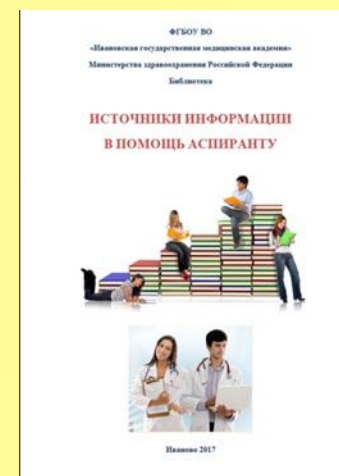 ФГБОУ ВО
«Ивановская государственная медицинская академия»
Министерства здравоохранения Российской Федерации
Библиотека
ИСТОЧНИКИ ИНФОРМАЦИИ
В ПОМОЩЬ АСПИРАНТУ
Иваново 2017